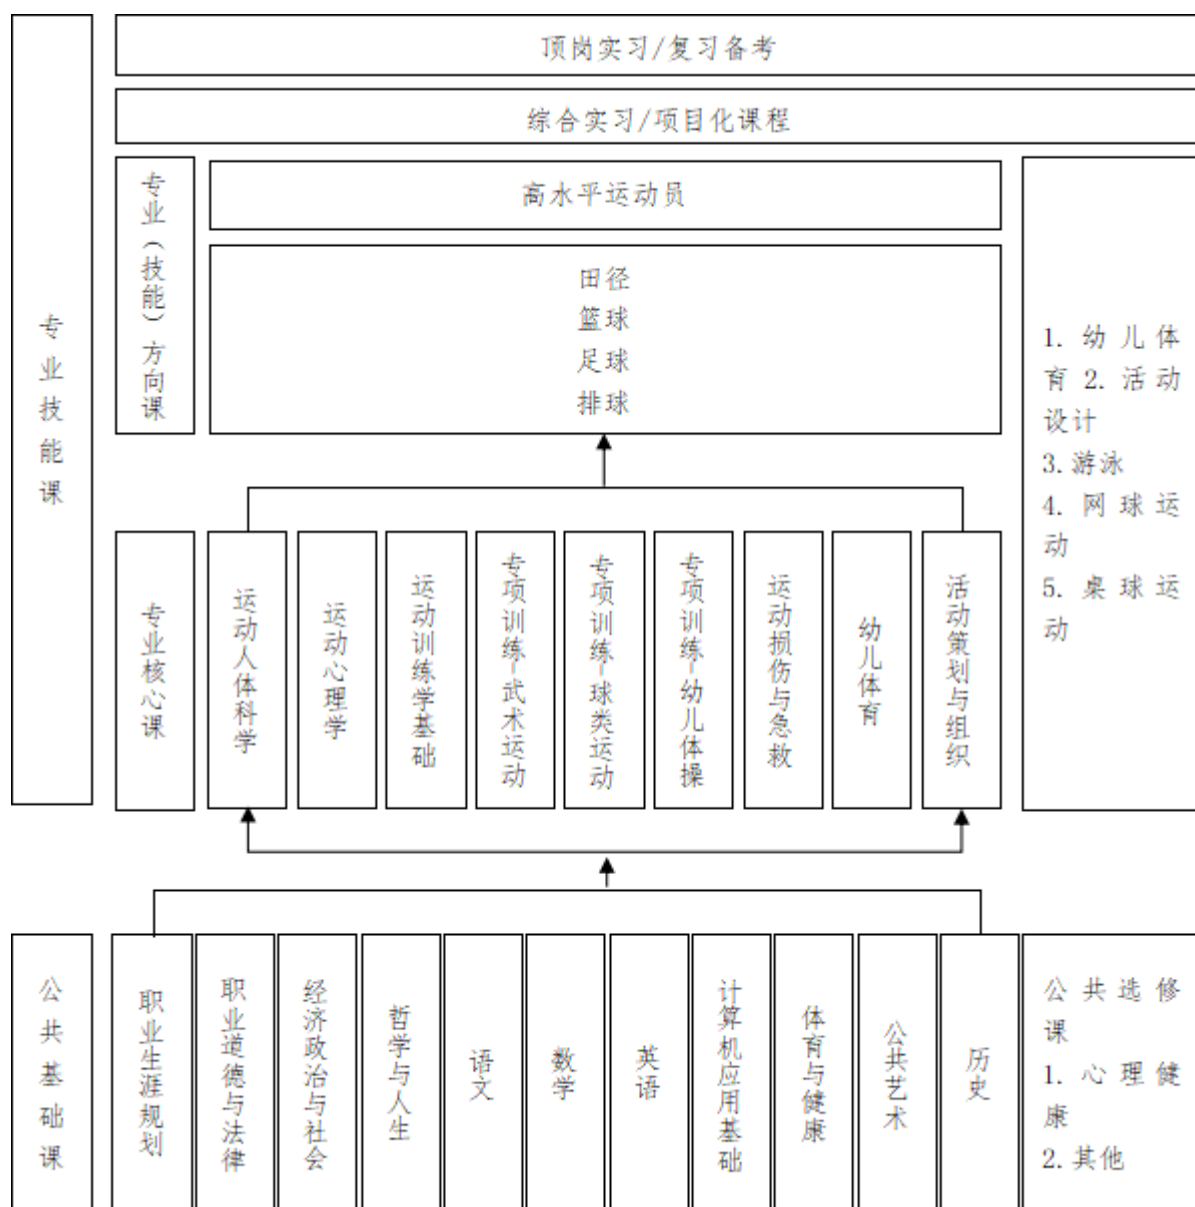 顶岗实习/复习备考
综合实习/项目化课程
专业技能课
专业（技能）方向课
高水平运动员
田径
篮球
足球
排球
1. 幼儿体
育 2. 活动
设计
3.游泳
4. 网球运
动
5. 桌球运
动
专业核心课
运动人体科学
运动心理学
运动训练学基础
专项训练-武术运动
专项训练-球类运动
专项训练-幼儿体操
运动损伤与急救
幼儿体育
活动策划与组织
公共基础课
职业生涯规划
职业道德与法律
经济政治与社会
哲学与人生
语文
数学
英语
计算机应用基础
体育与健康
公共艺术
历史
公共选修
课
1. 心理健
康
2.其他